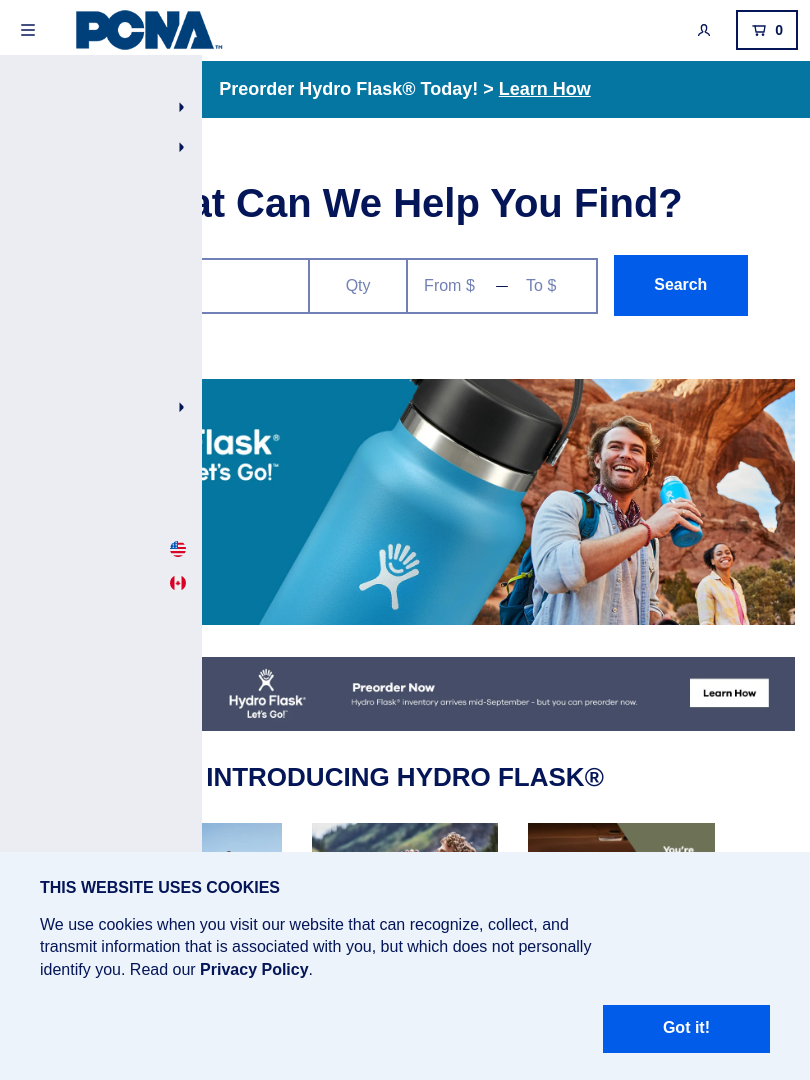 PCNA™
0
Preorder Hydro Flask® Today! > Learn How
at Can We Help You Find?
Qty
From $ — To $
Search
Flask®
Let's Go!™
Hydro Flask®
Let's Go!™
Preorder Now
Hydro Flask® inventory arrives mid-September - but you can preorder now.
Learn How
INTRODUCING HYDRO FLASK®
You're
THIS WEBSITE USES COOKIES
We use cookies when you visit our website that can recognize, collect, and
transmit information that is associated with you, but which does not personally
identify you. Read our Privacy Policy.
Got it!